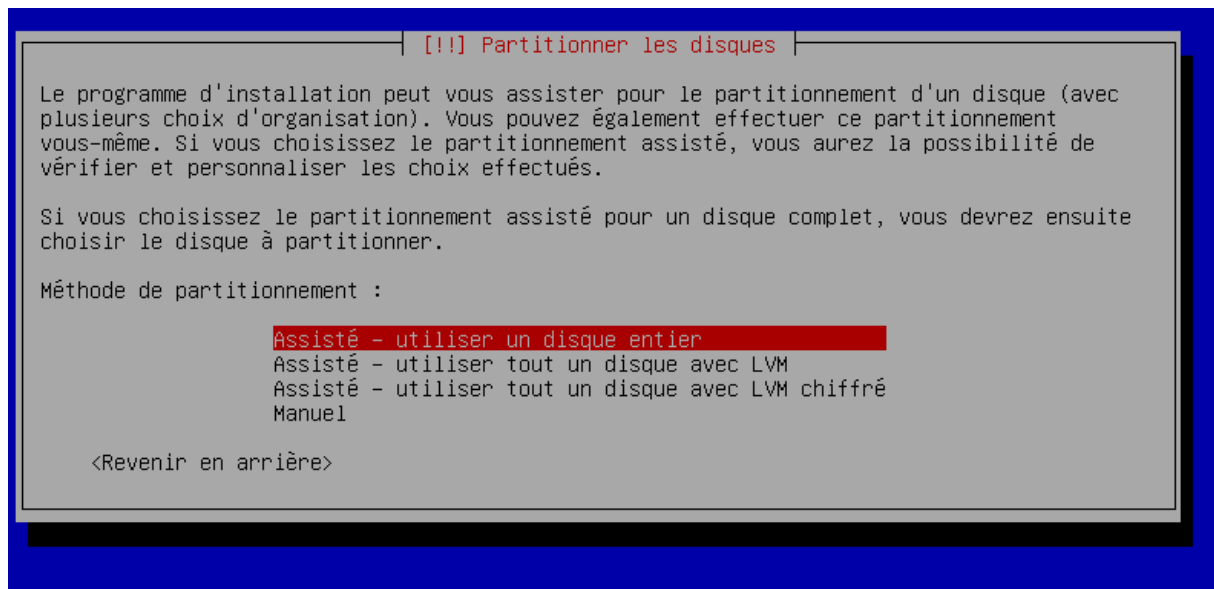 [!!] Partitionner les disques
Le programme d'installation peut vous assister pour le partitionnement d'un disque (avec
plusieurs choix d'organisation). Vous pouvez également effectuer ce partitionnement
vous-même. Si vous choisissez le partitionnement assisté, vous aurez la possibilité de
vérifier et personnaliser les choix effectués.
Si vous choisissez le partitionnement assisté pour un disque complet, vous devrez ensuite
choisir le disque à partitionner.
Méthode de partitionnement :
Assisté – utiliser un disque entier
Assisté – utiliser tout un disque avec LVM
Assisté – utiliser tout un disque avec LVM chiffré
Manuel
<Revenir en arrière>